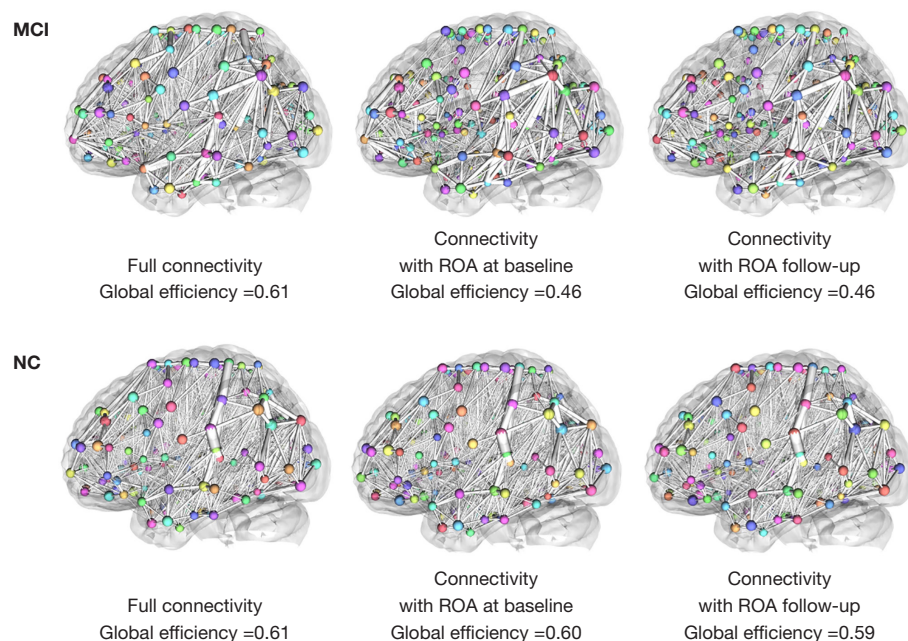 MCI
Full connectivity
Global efficiency =0.61
Connectivity
with ROA at baseline
Global efficiency =0.46
Connectivity
with ROA follow-up
Global efficiency =0.46
NC
Full connectivity
Global efficiency =0.61
Connectivity
with ROA at baseline
Global efficiency =0.60
Connectivity
with ROA follow-up
Global efficiency =0.59